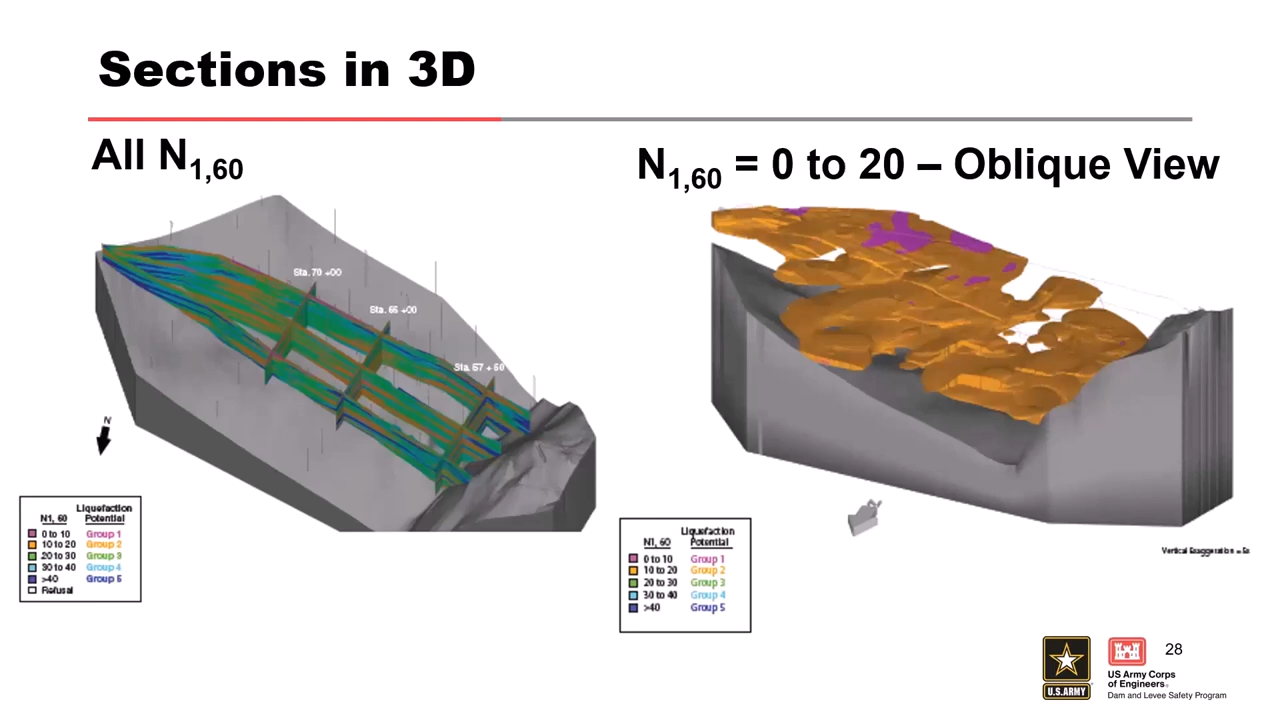 Sections in 3D
All N1,60
N1,60 = 0 to 20 – Oblique View
Sta. 70 +00
Sta. 66 +00
Sta. 67 + 50
N
Liquefaction
N1, 60 Potential
0 to 10 Group 1
10 to 20 Group 2
20 to 30 Group 3
30 to 40 Group 4
>40 Group 5
Refusal
Liquefaction
N1, 60 Potential
0 to 10 Group 1
10 to 20 Group 2
20 to 30 Group 3
30 to 40 Group 4
>40 Group 5
Vertical Exaggeration = 5x
U.S. ARMY
28
US Army Corps
of Engineers®
Dam and Levee Safety Program